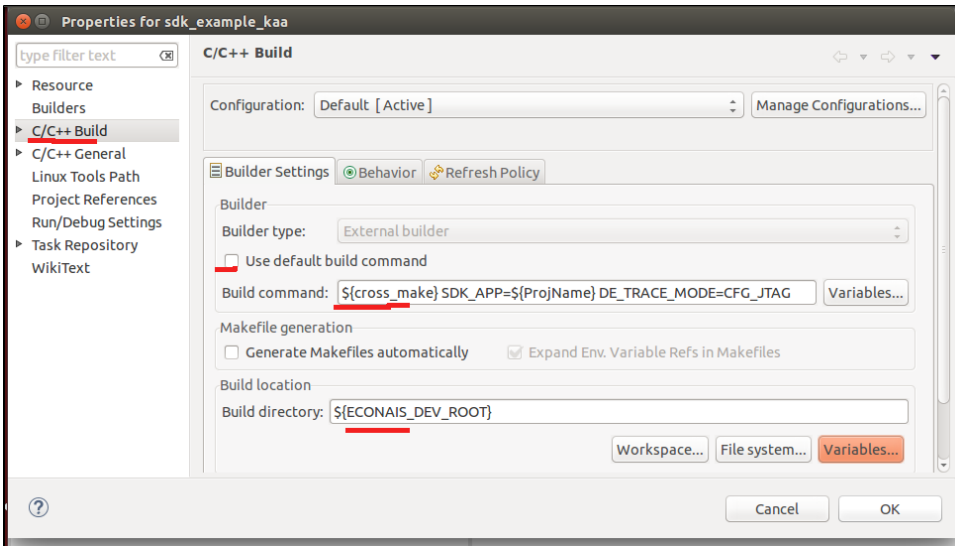 Properties for sdk_example_kaa
type filter text
C/C++ Build
Resource
Builders
C/C++ Build
C/C++ General
Linux Tools Path
Project References
Run/Debug Settings
Task Repository
WikiText
Configuration: Default [ Active ] Manage Configurations...
Builder Settings Behavior Refresh Policy
Builder
Builder type: External builder
Use default build command
Build command: ${cross_make} SDK_APP=${ProjName} DE_TRACE_MODE=CFG_JTAG Variables...
Makefile generation
Generate Makefiles automatically Expand Env. Variable Refs in Makefiles
Build location
Build directory: ${ECONAIS_DEV_ROOT}
Workspace... File system... Variables...
? Cancel OK